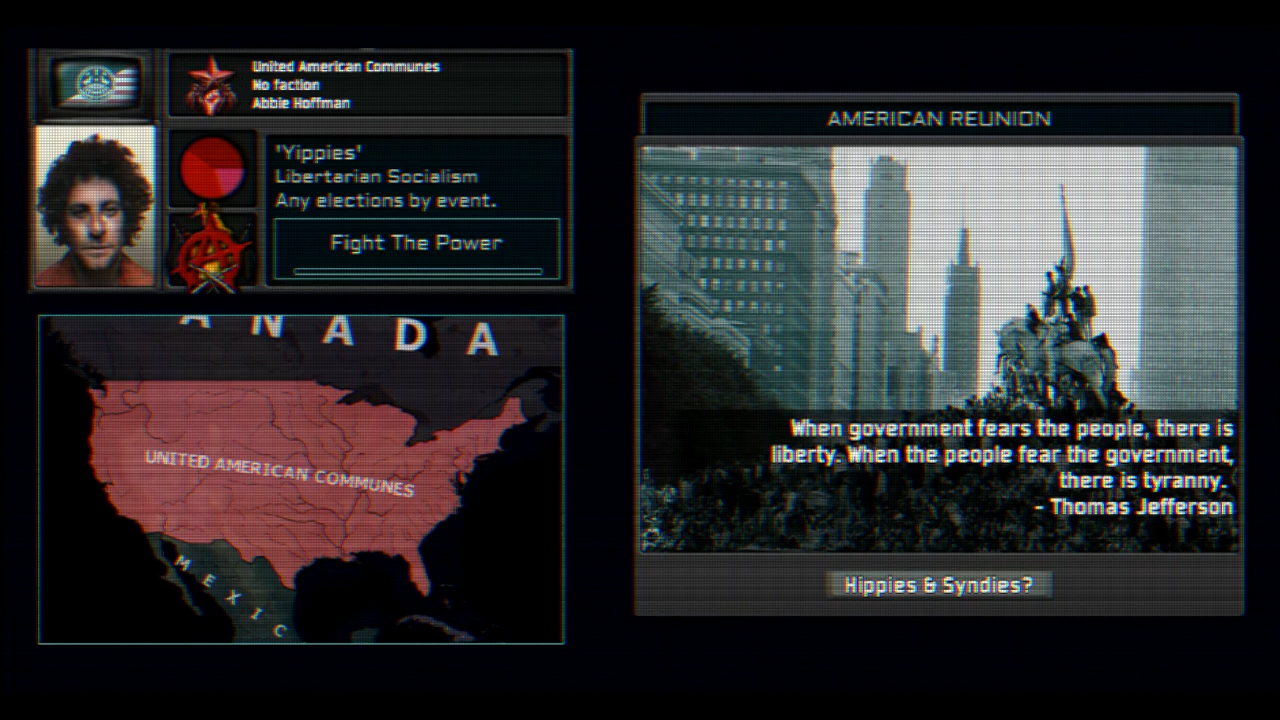 United American Communes
No faction
Abbie Hoffman
'Yippies'
Libertarian Socialism
Any elections by event.
Fight The Power
A N A D A
UNITED AMERICAN COMMUNES
M E X I C
AMERICAN REUNION
When government fears the people, there is
liberty. When the people fear the government,
there is tyranny.
- Thomas Jefferson
Hippies & Syndies?